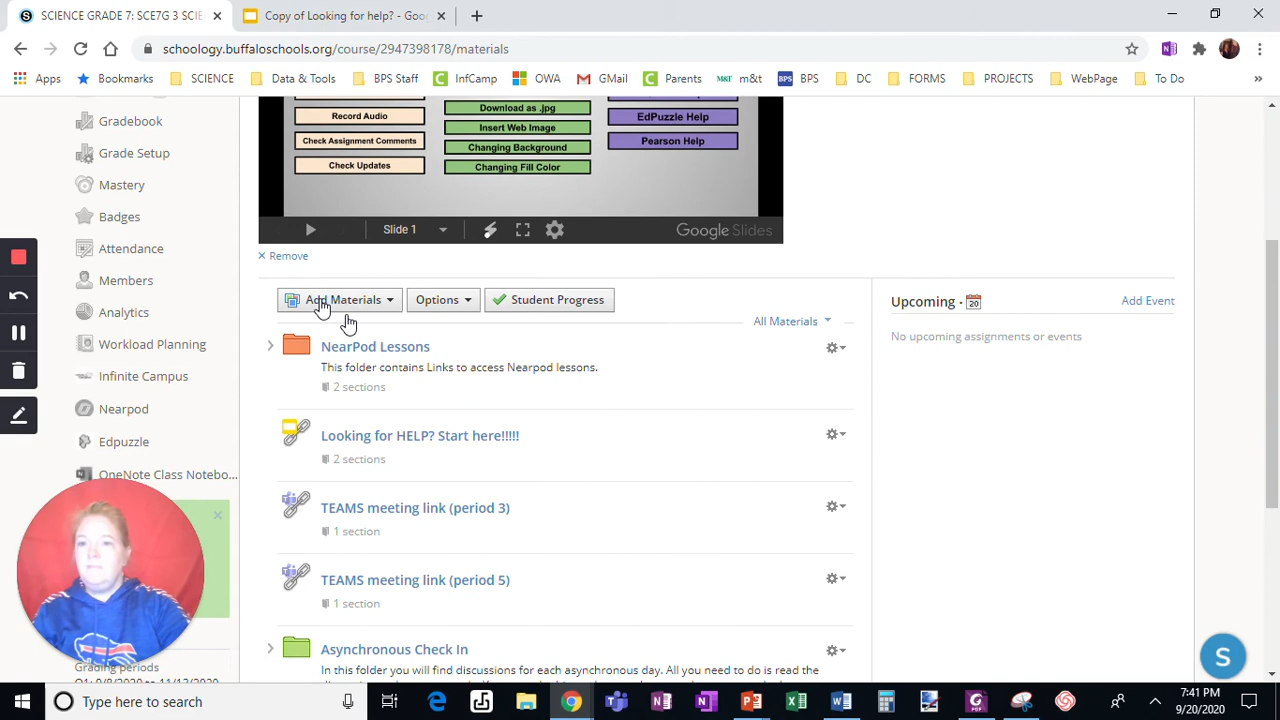 SCIENCE GRADE 7: SCE7G 3 SCIE
Copy of Looking for help? - Goog
schoology.buffaloschools.org/course/2947398178/materials
Apps
Bookmarks
SCIENCE
Data & Tools
BPS Staff
InfCamp
OWA
GMail
Parents
M&T m&t
BPS BPS
DC
FORMS
PROJECTS
WebPage
To Do
»
Gradebook
Grade Setup
Mastery
Badges
Attendance
Members
Analytics
Workload Planning
Infinite Campus
Nearpod
Edpuzzle
OneNote Class Notebo...
Grading periods
Record Audio
Check Assignment Comments
Check Updates
Download as .jpg
Insert Web Image
Changing Background
Changing Fill Color
EdPuzzle Help
Pearson Help
Slide 1
Google Slides
× Remove
Add Materials
Options
Student Progress
All Materials
NearPod Lessons
This folder contains Links to access Nearpod lessons.
2 sections
Looking for HELP? Start here!!!!!
2 sections
TEAMS meeting link (period 3)
1 section
TEAMS meeting link (period 5)
1 section
Asynchronous Check In
In this folder you will find discussions for each asynchronous day. All you need to do is read the
Upcoming · 20
Add Event
No upcoming assignments or events
S
Type here to search
7:41 PM
9/20/2020